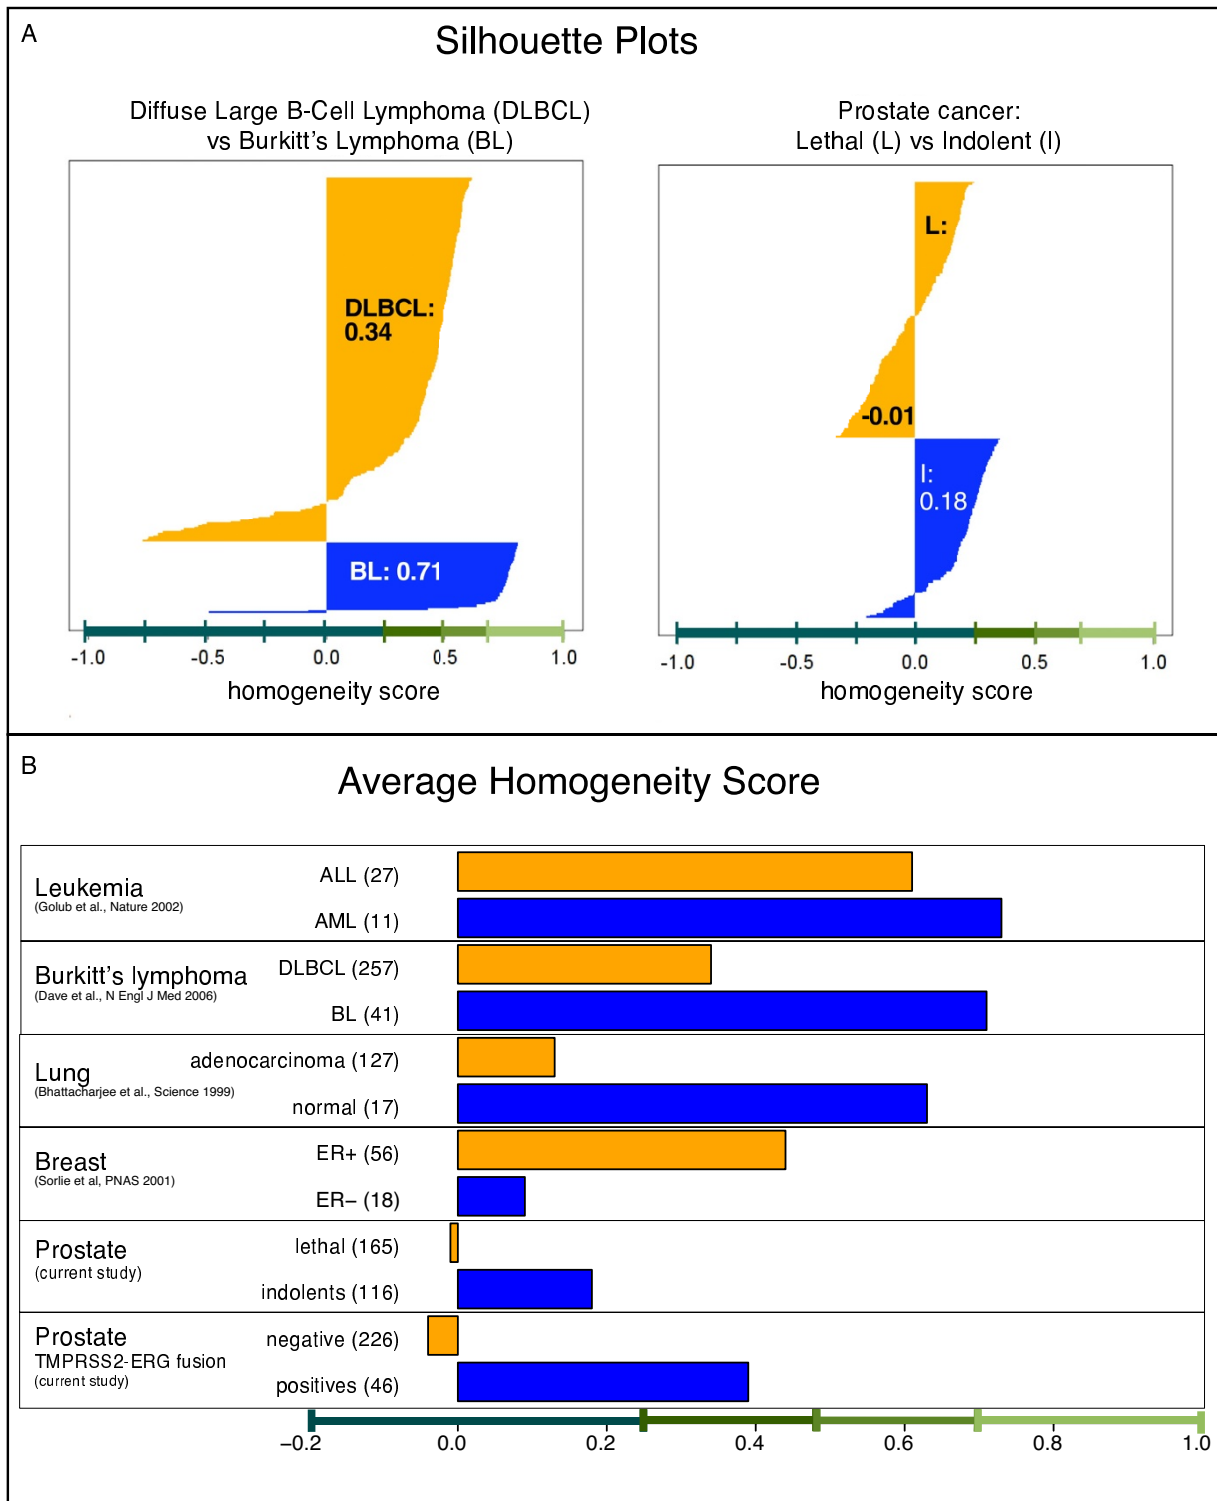 A
Silhouette Plots
Diffuse Large B-Cell Lymphoma (DLBCL)
vs Burkitt's Lymphoma (BL)
DLBCL:
0.34
BL: 0.71
-1.0 -0.5 0.0 0.5 1.0
homogeneity score
Prostate cancer:
Lethal (L) vs Indolent (I)
L:
-0.01
I:
0.18
-1.0 -0.5 0.0 0.5 1.0
homogeneity score
B
Average Homogeneity Score
Leukemia
(Golub et al., Nature 2002)
ALL (27)
AML (11)
Burkitt's lymphoma
(Dave et al., N Engl J Med 2006)
DLBCL (257)
BL (41)
Lung
(Bhattacharjee et al., Science 1999)
adenocarcinoma (127)
normal (17)
Breast
(Sorlie et al, PNAS 2001)
ER+ (56)
ER− (18)
Prostate
(current study)
lethal (165)
indolents (116)
Prostate
TMPRSS2-ERG fusion
(current study)
negative (226)
positives (46)
−0.2 0.0 0.2 0.4 0.6 0.8 1.0